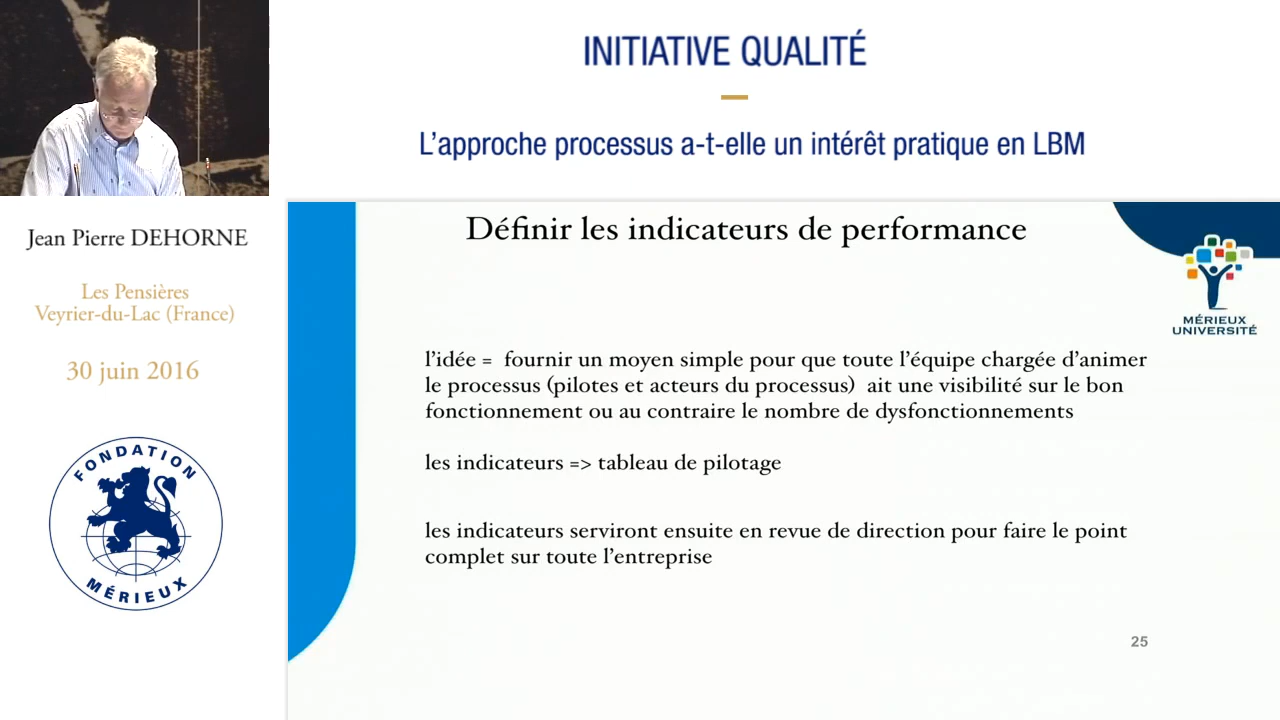 INITIATIVE QUALITÉ
L’approche processus a-t-elle un intérêt pratique en LBM
Jean Pierre DEHORNE
Les Pensières
Veyrier-du-Lac (France)
30 juin 2016
FONDATION
MÉRIEUX
Définir les indicateurs de performance
MÉRIEUX
UNIVERSITÉ
l’idée = fournir un moyen simple pour que toute l’équipe chargée d’animer
le processus (pilotes et acteurs du processus) ait une visibilité sur le bon
fonctionnement ou au contraire le nombre de dysfonctionnements
les indicateurs => tableau de pilotage
les indicateurs serviront ensuite en revue de direction pour faire le point
complet sur toute l’entreprise
25